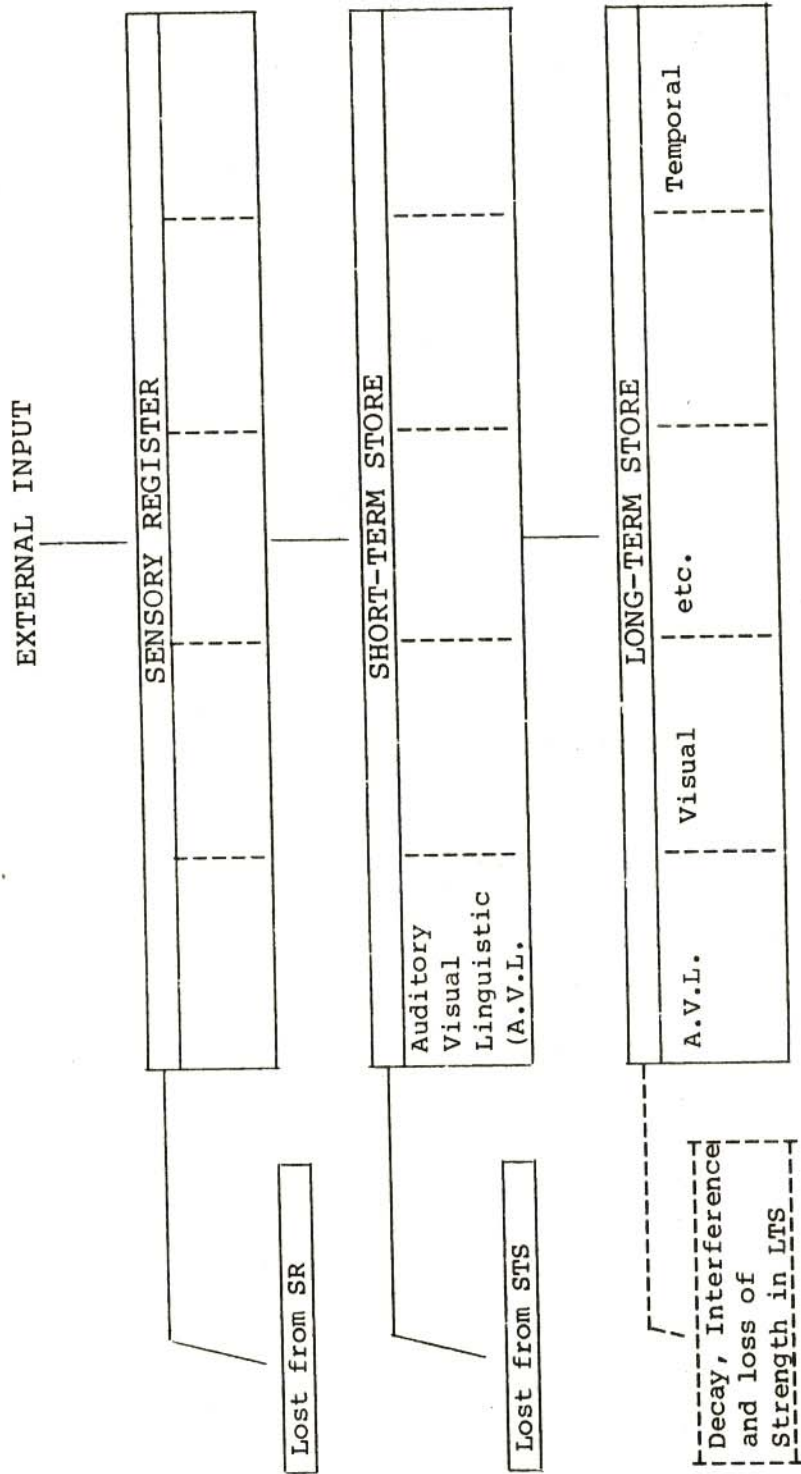 EXTERNAL INPUT
SENSORY REGISTER
Lost from SR
SHORT-TERM STORE
Auditory
Visual
Linguistic
(A.V.L.
Lost from STS
LONG-TERM STORE
A.V.L.
Visual
etc.
Temporal
Decay, Interference
and loss of
Strength in LTS